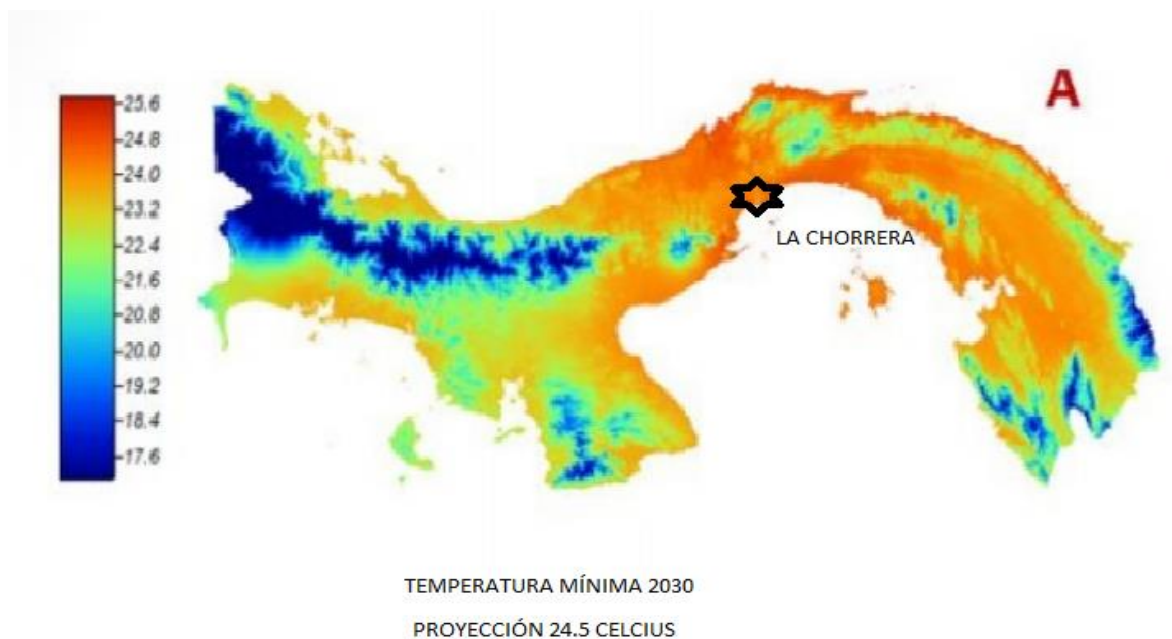 A
25.6
24.8
24.0
23.2
22.4
21.6
20.8
20.0
19.2
18.4
17.6
LA CHORRERA
TEMPERATURA MÍNIMA 2030
PROYECCIÓN 24.5 CELCIUS